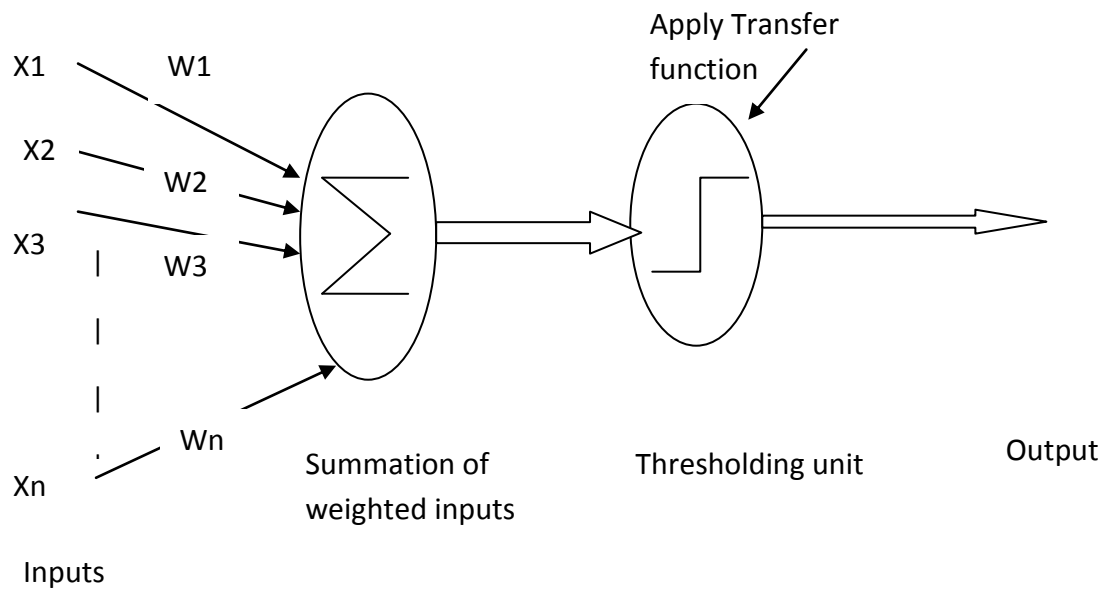 Apply Transfer
function
X1
W1
X2
W2
X3
W3
Wn
Xn
Summation of
weighted inputs
Thresholding unit
Output
Inputs